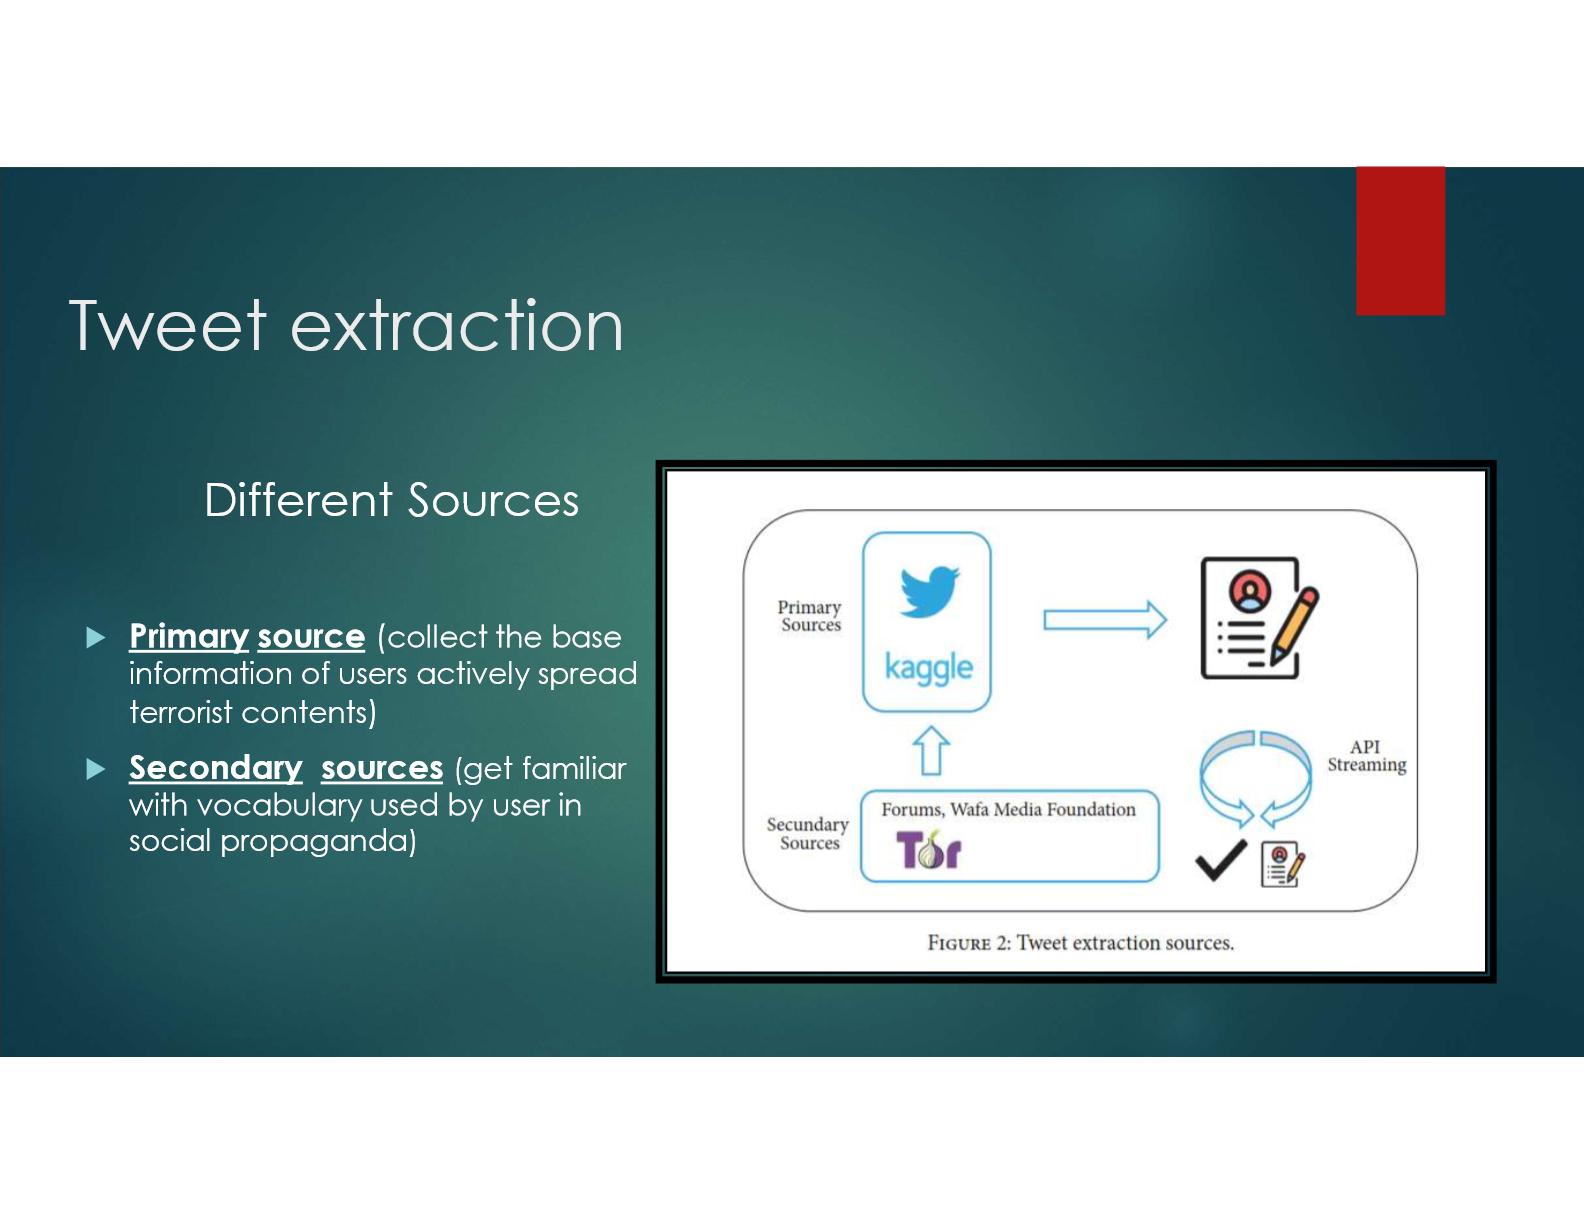 Tweet extraction
Different Sources
Primary source (collect the base
information of users actively spread
terrorist contents)
Secondary sources (get familiar
with vocabulary used by user in
social propaganda)
Primary
Sources
kaggle
API
Streaming
Secundary
Sources
Forums, Wafa Media Foundation
Tor
FIGURE 2: Tweet extraction sources.